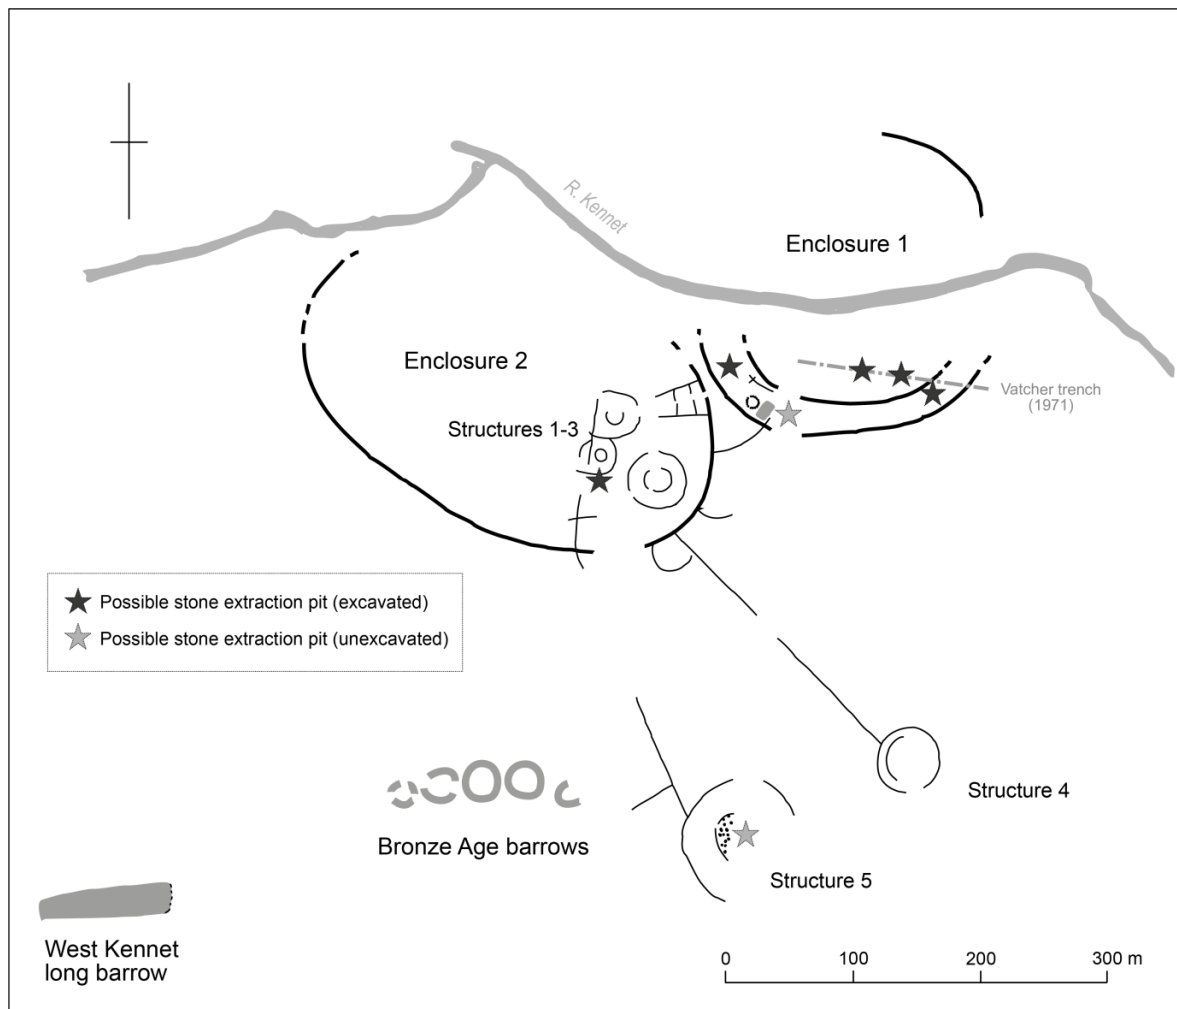 R. Kennet
Enclosure 1
Enclosure 2
Vatcher trench
(1971)
Structures 1-3
Possible stone extraction pit (excavated)
Possible stone extraction pit (unexcavated)
Structure 4
Bronze Age barrows
Structure 5
West Kennet
long barrow
0 100 200 300 m